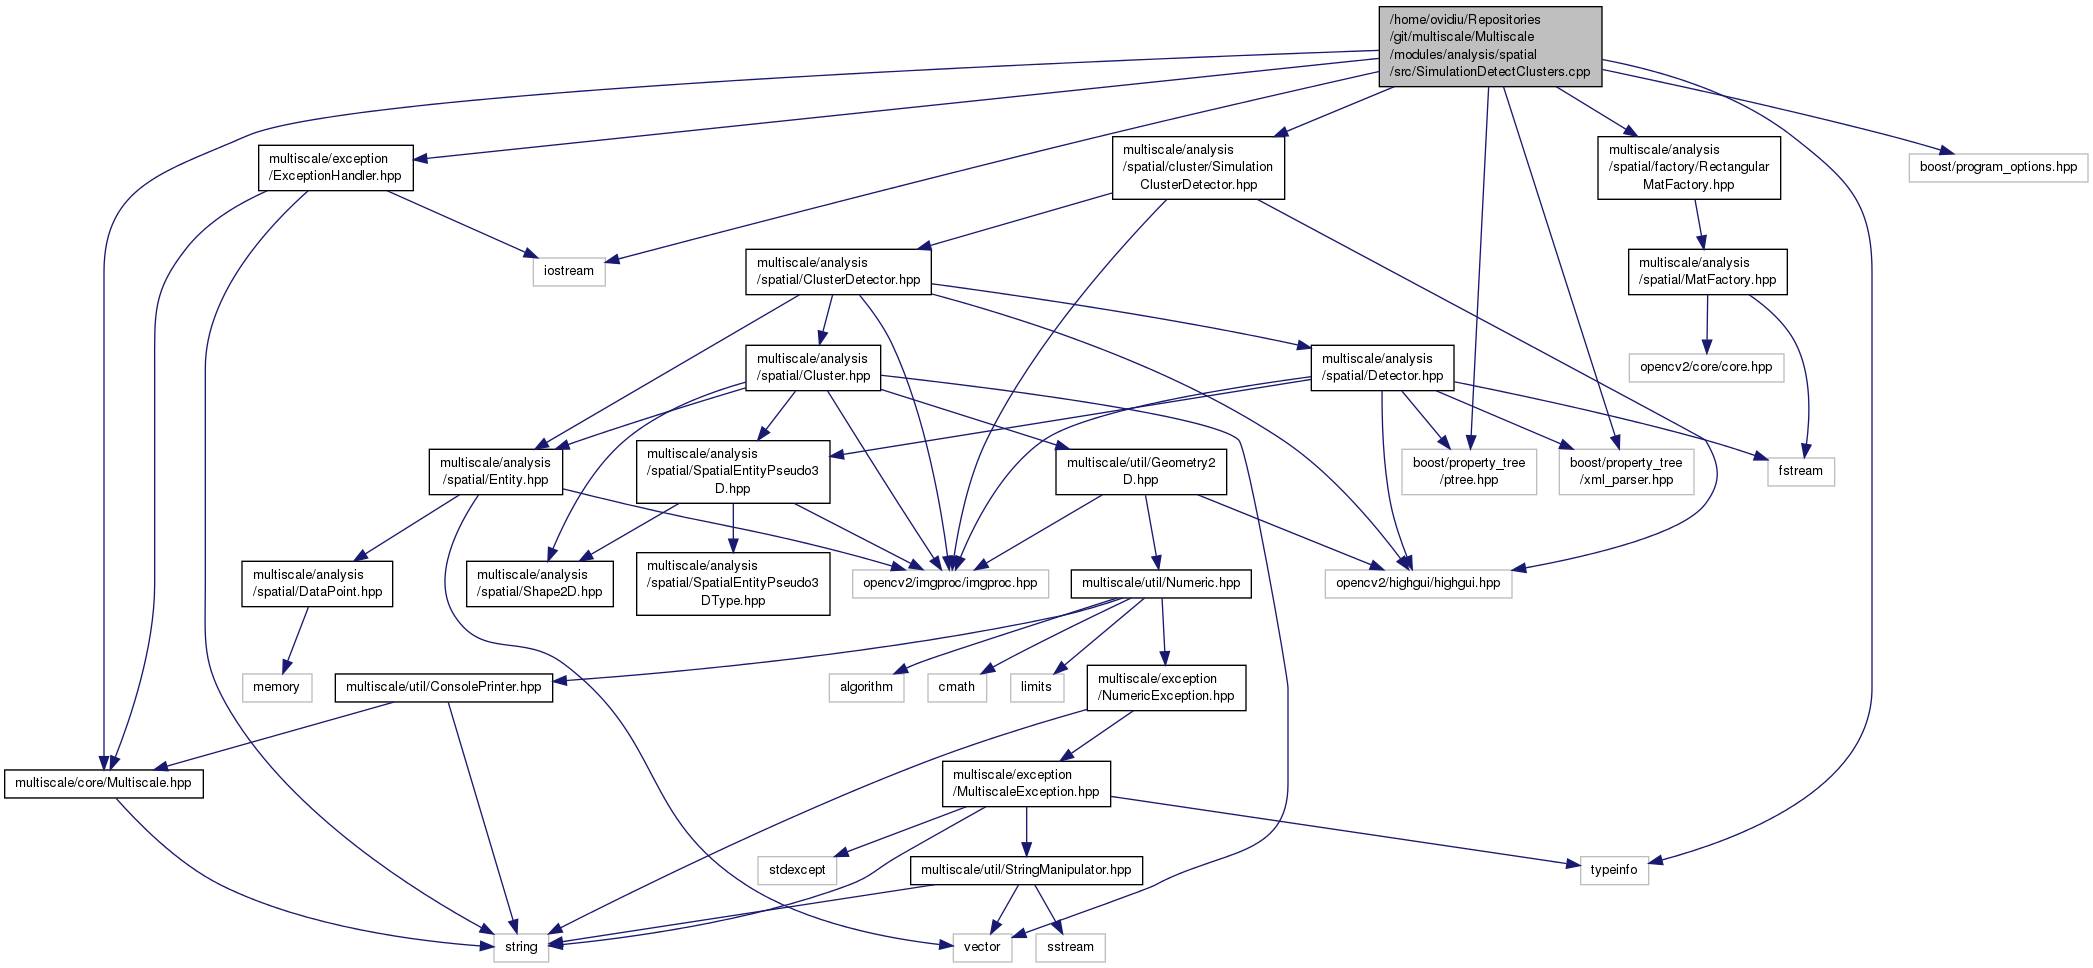 /home/ovidiu/Repositories
/git/multiscale/Multiscale
/modules/analysis/spatial
/src/SimulationDetectClusters.cpp
multiscale/exception
/ExceptionHandler.hpp
multiscale/analysis
/spatial/cluster/Simulation
ClusterDetector.hpp
multiscale/analysis
/spatial/factory/Rectangular
MatFactory.hpp
boost/program_options.hpp
iostream
multiscale/analysis
/spatial/ClusterDetector.hpp
multiscale/analysis
/spatial/MatFactory.hpp
multiscale/analysis
/spatial/Cluster.hpp
multiscale/analysis
/spatial/Detector.hpp
opencv2/core/core.hpp
multiscale/analysis
/spatial/Entity.hpp
multiscale/analysis
/spatial/SpatialEntityPseudo3
D.hpp
multiscale/util/Geometry2
D.hpp
boost/property_tree
/ptree.hpp
boost/property_tree
/xml_parser.hpp
fstream
multiscale/analysis
/spatial/DataPoint.hpp
multiscale/analysis
/spatial/Shape2D.hpp
multiscale/analysis
/spatial/SpatialEntityPseudo3
DType.hpp
opencv2/imgproc/imgproc.hpp
multiscale/util/Numeric.hpp
opencv2/highgui/highgui.hpp
memory
multiscale/util/ConsolePrinter.hpp
algorithm
cmath
limits
multiscale/exception
/NumericException.hpp
multiscale/core/Multiscale.hpp
multiscale/exception
/MultiscaleException.hpp
stdexcept
multiscale/util/StringManipulator.hpp
typeinfo
string
vector
sstream